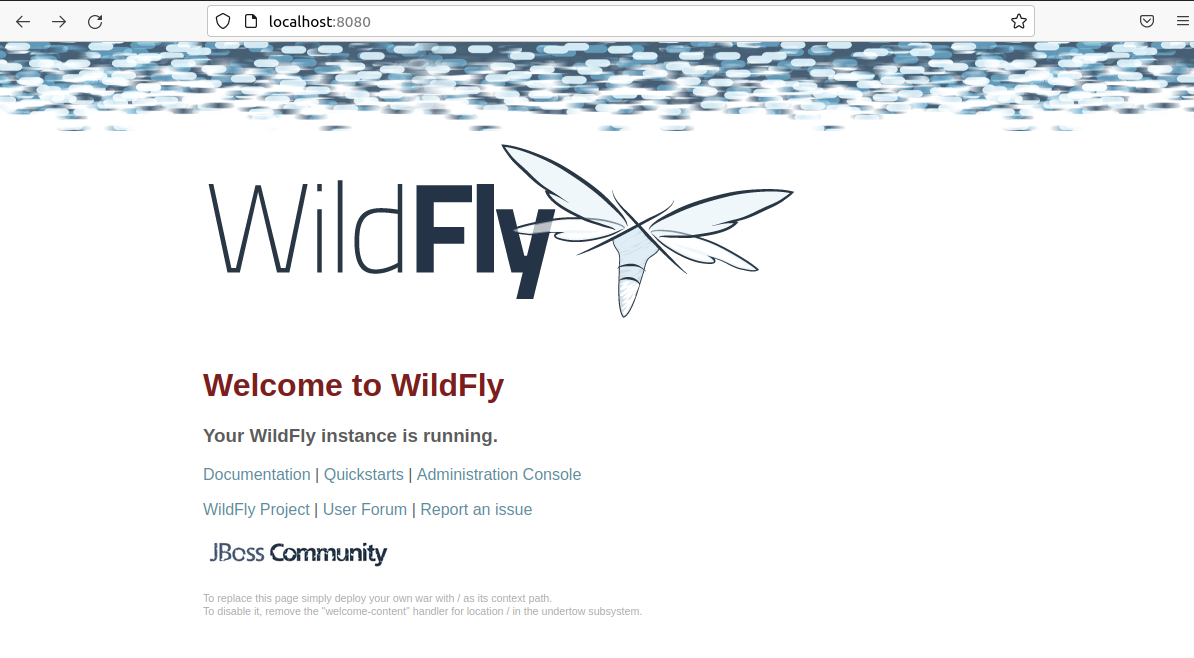 localhost:8080
WildFly
Welcome to WildFly
Your WildFly instance is running.
Documentation | Quickstarts | Administration Console
WildFly Project | User Forum | Report an issue
JBoss Community
To replace this page simply deploy your own war with / as its context path.
To disable it, remove the "welcome-content" handler for location / in the undertow subsystem.